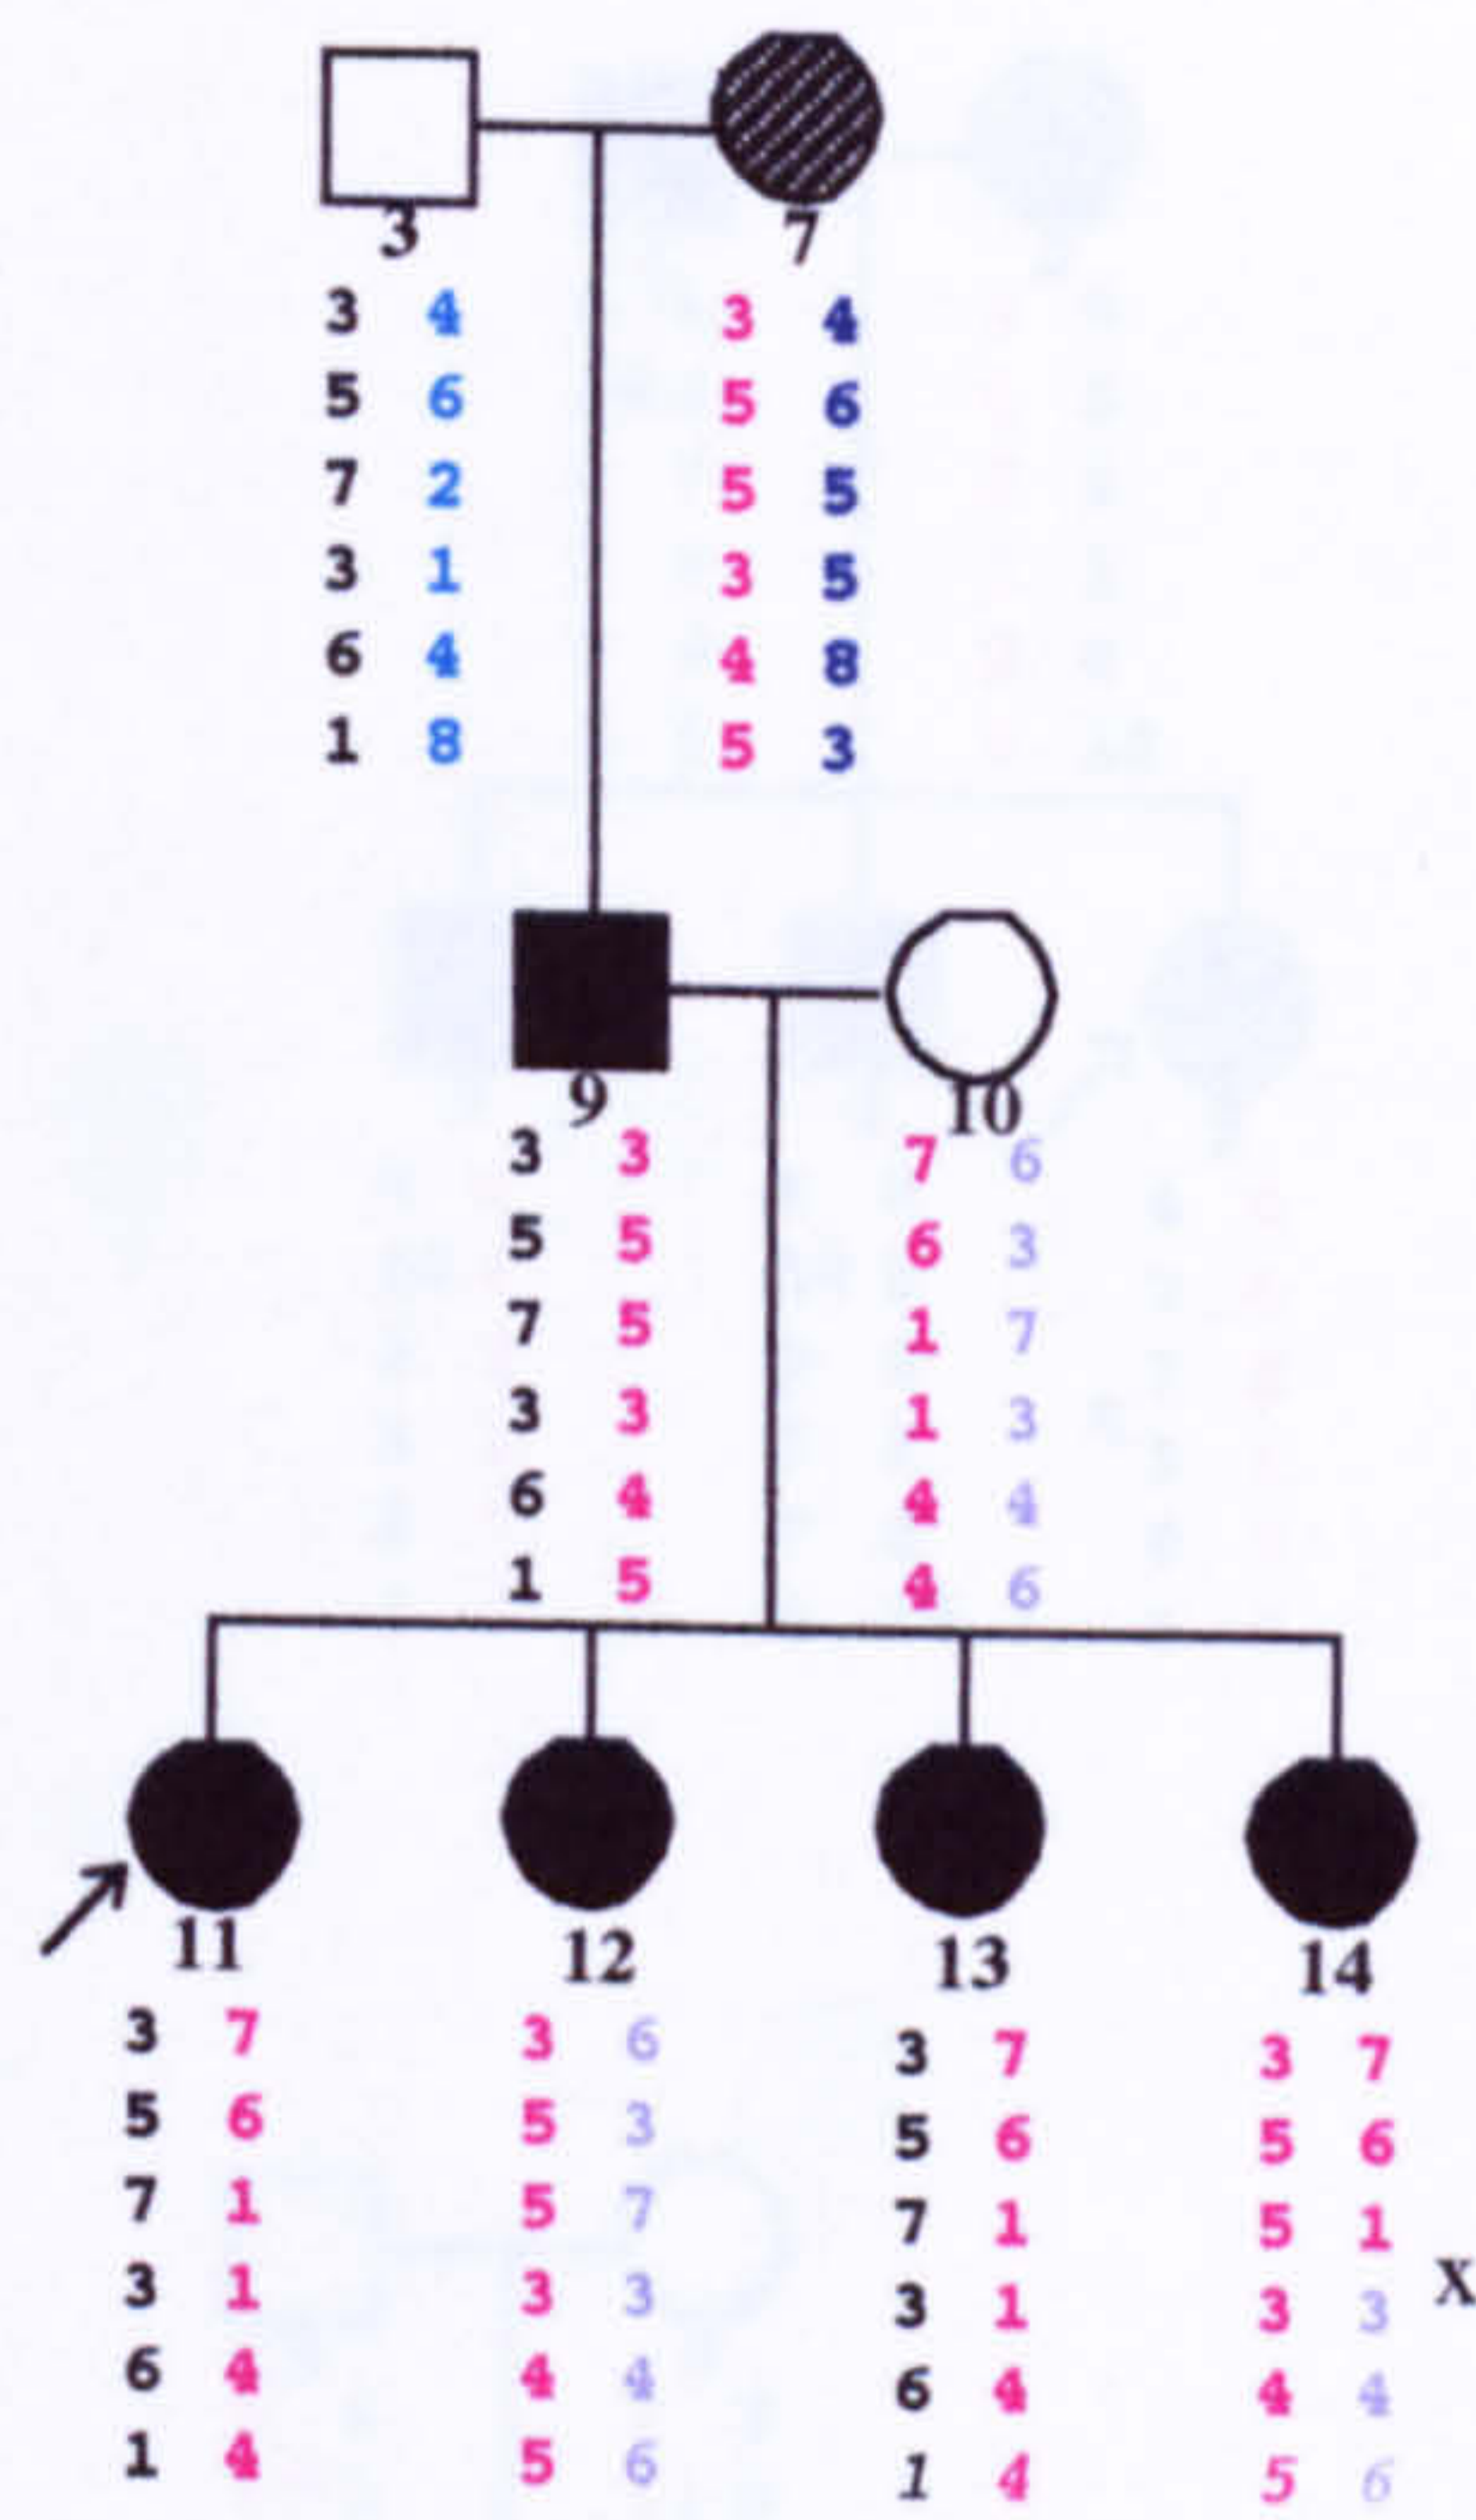 3 7
3 4 3 4
5 6 5 6
7 2 5 5
3 1 3 5
6 4 4 8
1 8 5 3
9 10
3 3 7 6
5 5 6 3
7 5 1 7
3 3 1 3
6 4 4 4
1 5 4 6
11 12 13 14
3 7 3 6 3 7 3 7
5 6 5 3 5 6 5 6
7 1 5 7 7 1 5 1
3 1 3 3 3 1 3 3 X
6 4 4 4 6 4 4 4
1 4 5 6 1 4 5 6